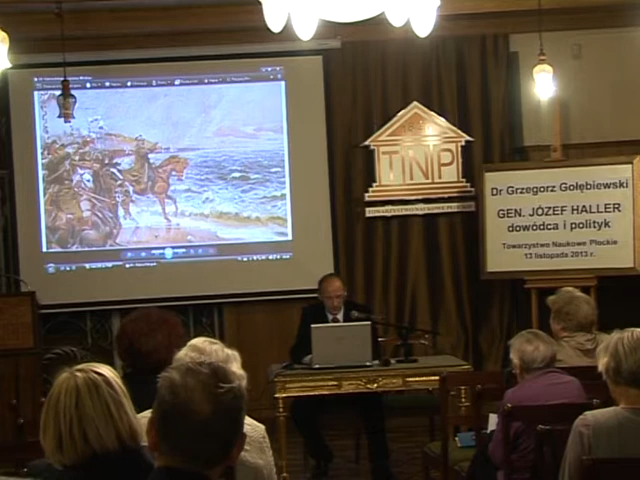 TNP
TOWARZYSTWO NAUKOWE PŁOCKIE
Dr Grzegorz Gołębiewski
GEN. JÓZEF HALLER
dowódca i polityk
Towarzystwo Naukowe Płockie
13 listopada 2013 r.